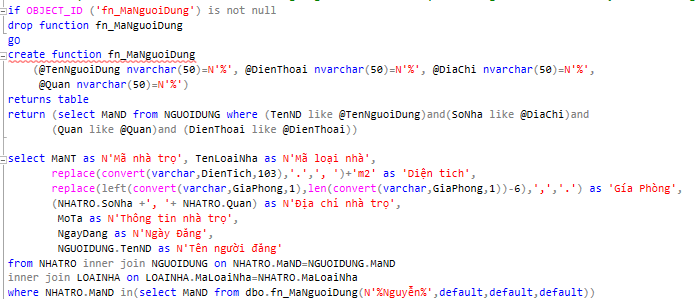 if OBJECT_ID ('fn_MaNguoiDung') is not null
drop function fn_MaNguoiDung
go
create function fn_MaNguoiDung
(@TenNguoiDung nvarchar(50)=N'%', @DienThoai nvarchar(50)=N'%', @DiaChi nvarchar(50)=N'%',
@Quan nvarchar(50)=N'%')
returns table
return (select MaND from NGUOIDUNG where (TenND like @TenNguoiDung)and(SoNha like @DiaChi)and
(Quan like @Quan)and (DienThoai like @DienThoai))
select MaNT as N'Mã nhà trọ', TenLoaiNha as N'Mã loại nhà',
replace(convert(varchar,DienTich,103),'.',', ')+'m2' as 'Diện tich',
replace(left(convert(varchar,GiaPhong,1),len(convert(varchar,GiaPhong,1))-6),',','.') as 'Gía Phòng',
(NHATRO.SoNha +', '+ NHATRO.Quan) as N'Địa chỉ nhà trọ',
MoTa as N'Thông tin nhà trọ',
NgayDang as N'Ngày Đăng',
NGUOIDUNG.TenND as N'Tên người đăng'
from NHATRO inner join NGUOIDUNG on NHATRO.MaND=NGUOIDUNG.MaND
inner join LOAINHA on LOAINHA.MaLoaiNha=NHATRO.MaLoaiNha
where NHATRO.MaND in(select MaND from dbo.fn_MaNguoiDung(N'%Nguyễn%',default,default,default))